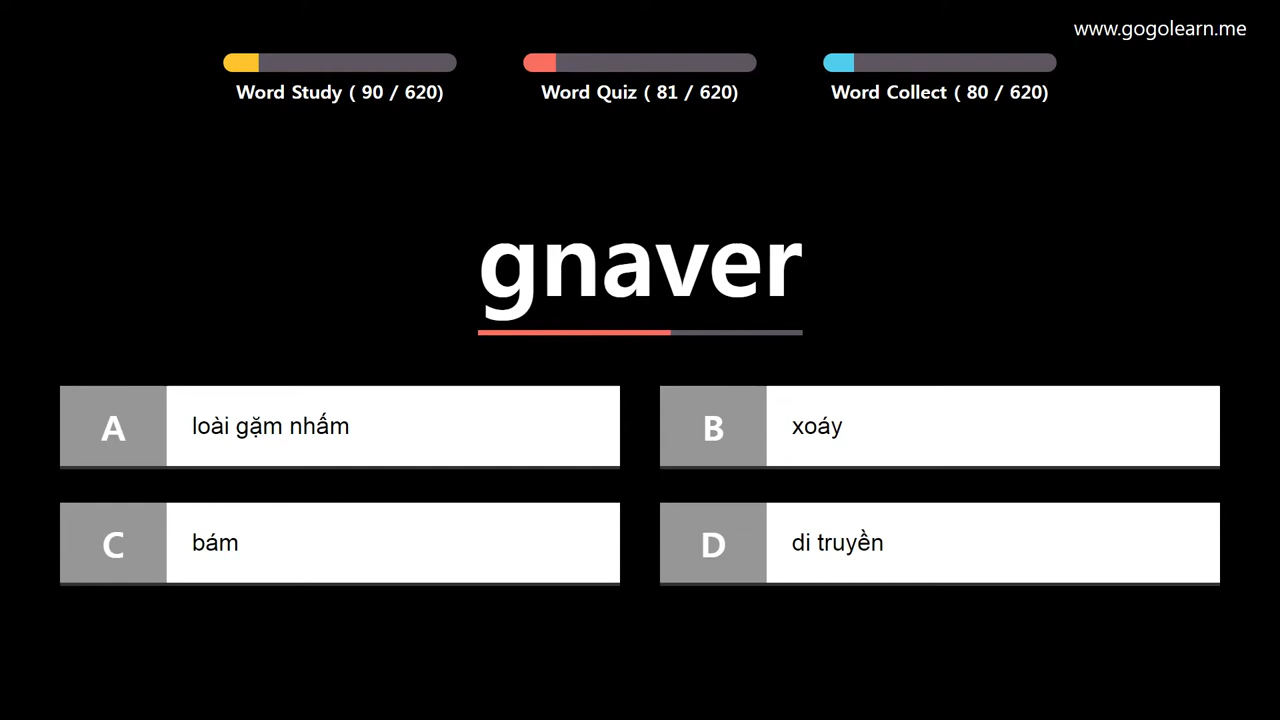 www.gogolearn.me
Word Study ( 90 / 620)
Word Quiz ( 81 / 620)
Word Collect ( 80 / 620)
gnaver
A
loài gặm nhấm
B
xoáy
C
bám
D
di truyền